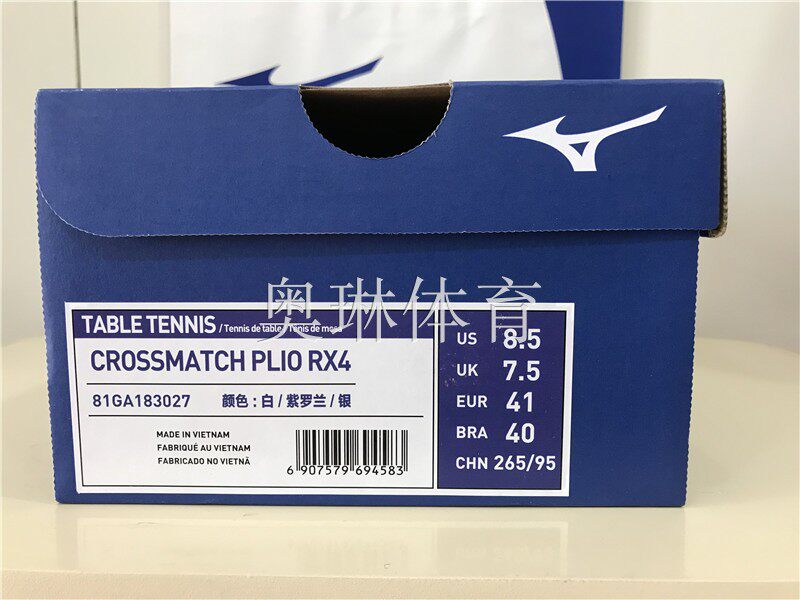 奥琳体育
TABLE TENNIS / Tennis de table / Tênis de mesa
CROSSMATCH PLIO RX4
81GA183027 颜色:白/紫罗兰/银
MADE IN VIETNAM
FABRIQUÉ AU VIETNAM
FABRICADO NO VIETNÃ
6 907579 694583
US 8.5
UK 7.5
EUR 41
BRA 40
CHN 265/95